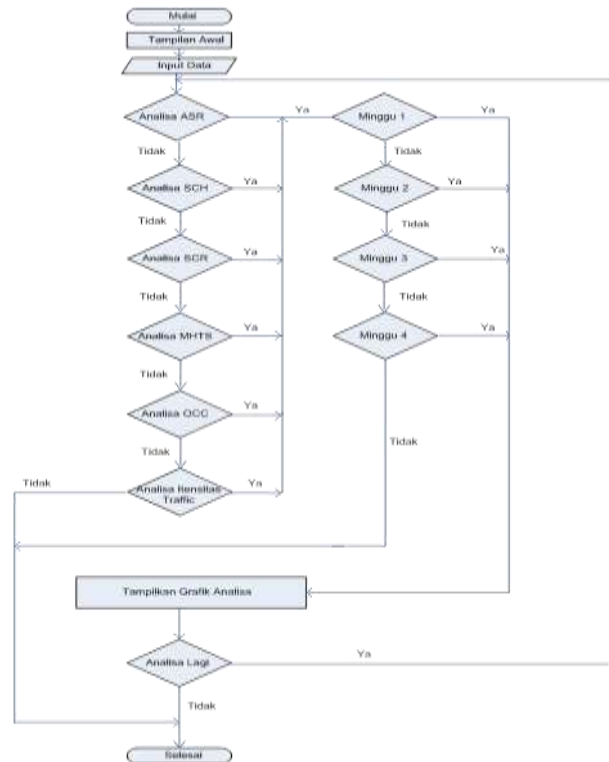 Mulai
Tampilan Awal
Input Data
Analisa ASR
Ya
Minggu 1
Ya
Tidak
Tidak
Analisa SCH
Ya
Minggu 2
Ya
Tidak
Tidak
Analisa SCR
Ya
Minggu 3
Ya
Tidak
Tidak
Analisa MHTS
Ya
Minggu 4
Ya
Tidak
Analisa OCC
Ya
Tidak
Tidak
Tidak
Analisa Itensitas
Traffic
Ya
Tampilkan Grafik Analisa
Analisa Lagi
Ya
Tidak
Selesai